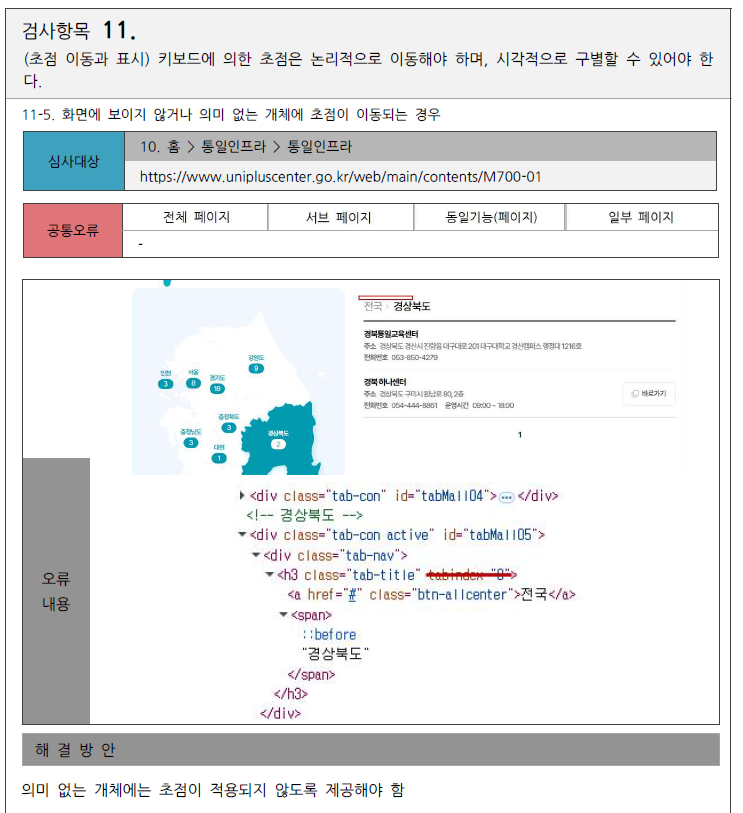 검사항목 11.
(초점 이동과 표시) 키보드에 의한 초점은 논리적으로 이동해야 하며, 시각적으로 구별할 수 있어야 한
다.
11-5. 화면에 보이지 않거나 의미 없는 개체에 초점이 이동되는 경우
심사대상
10. 홈 > 통일인프라 > 통일인프라
https://www.unipluscenter.go.kr/web/main/contents/M700-01
공통오류
전체 페이지 서브 페이지 동일기능(페이지) 일부 페이지
-
전국 > 경상북도
경북통일교육센터
주소 경상북도 경산시 진량읍 대구대로 201 대구대학교 경산캠퍼스 행정대 1216호
전화번호 053-850-4279
경북 하나센터
주소 경상북도 구미시 원남로 80, 2층
전화번호 054-444-8861 운영시간 09:00 ~ 18:00
바로가기
1
강원도
9
인천
3
서울
8
경기도
19
충청북도
3
충청남도
3
대전
1
경상북도
2
오류
내용
<div class="tab-con" id="tabMall04"> ... </div>
<!-- 경상북도 -->
<div class="tab-con active" id="tabMall05">
<div class="tab-nav">
<h3 class="tab-title" tabindex="0">
<a href="#" class="btn-allcenter">전국</a>
<span>
::before
"경상북도"
</span>
</h3>
</div>
해 결 방 안
의미 없는 개체에는 초점이 적용되지 않도록 제공해야 함